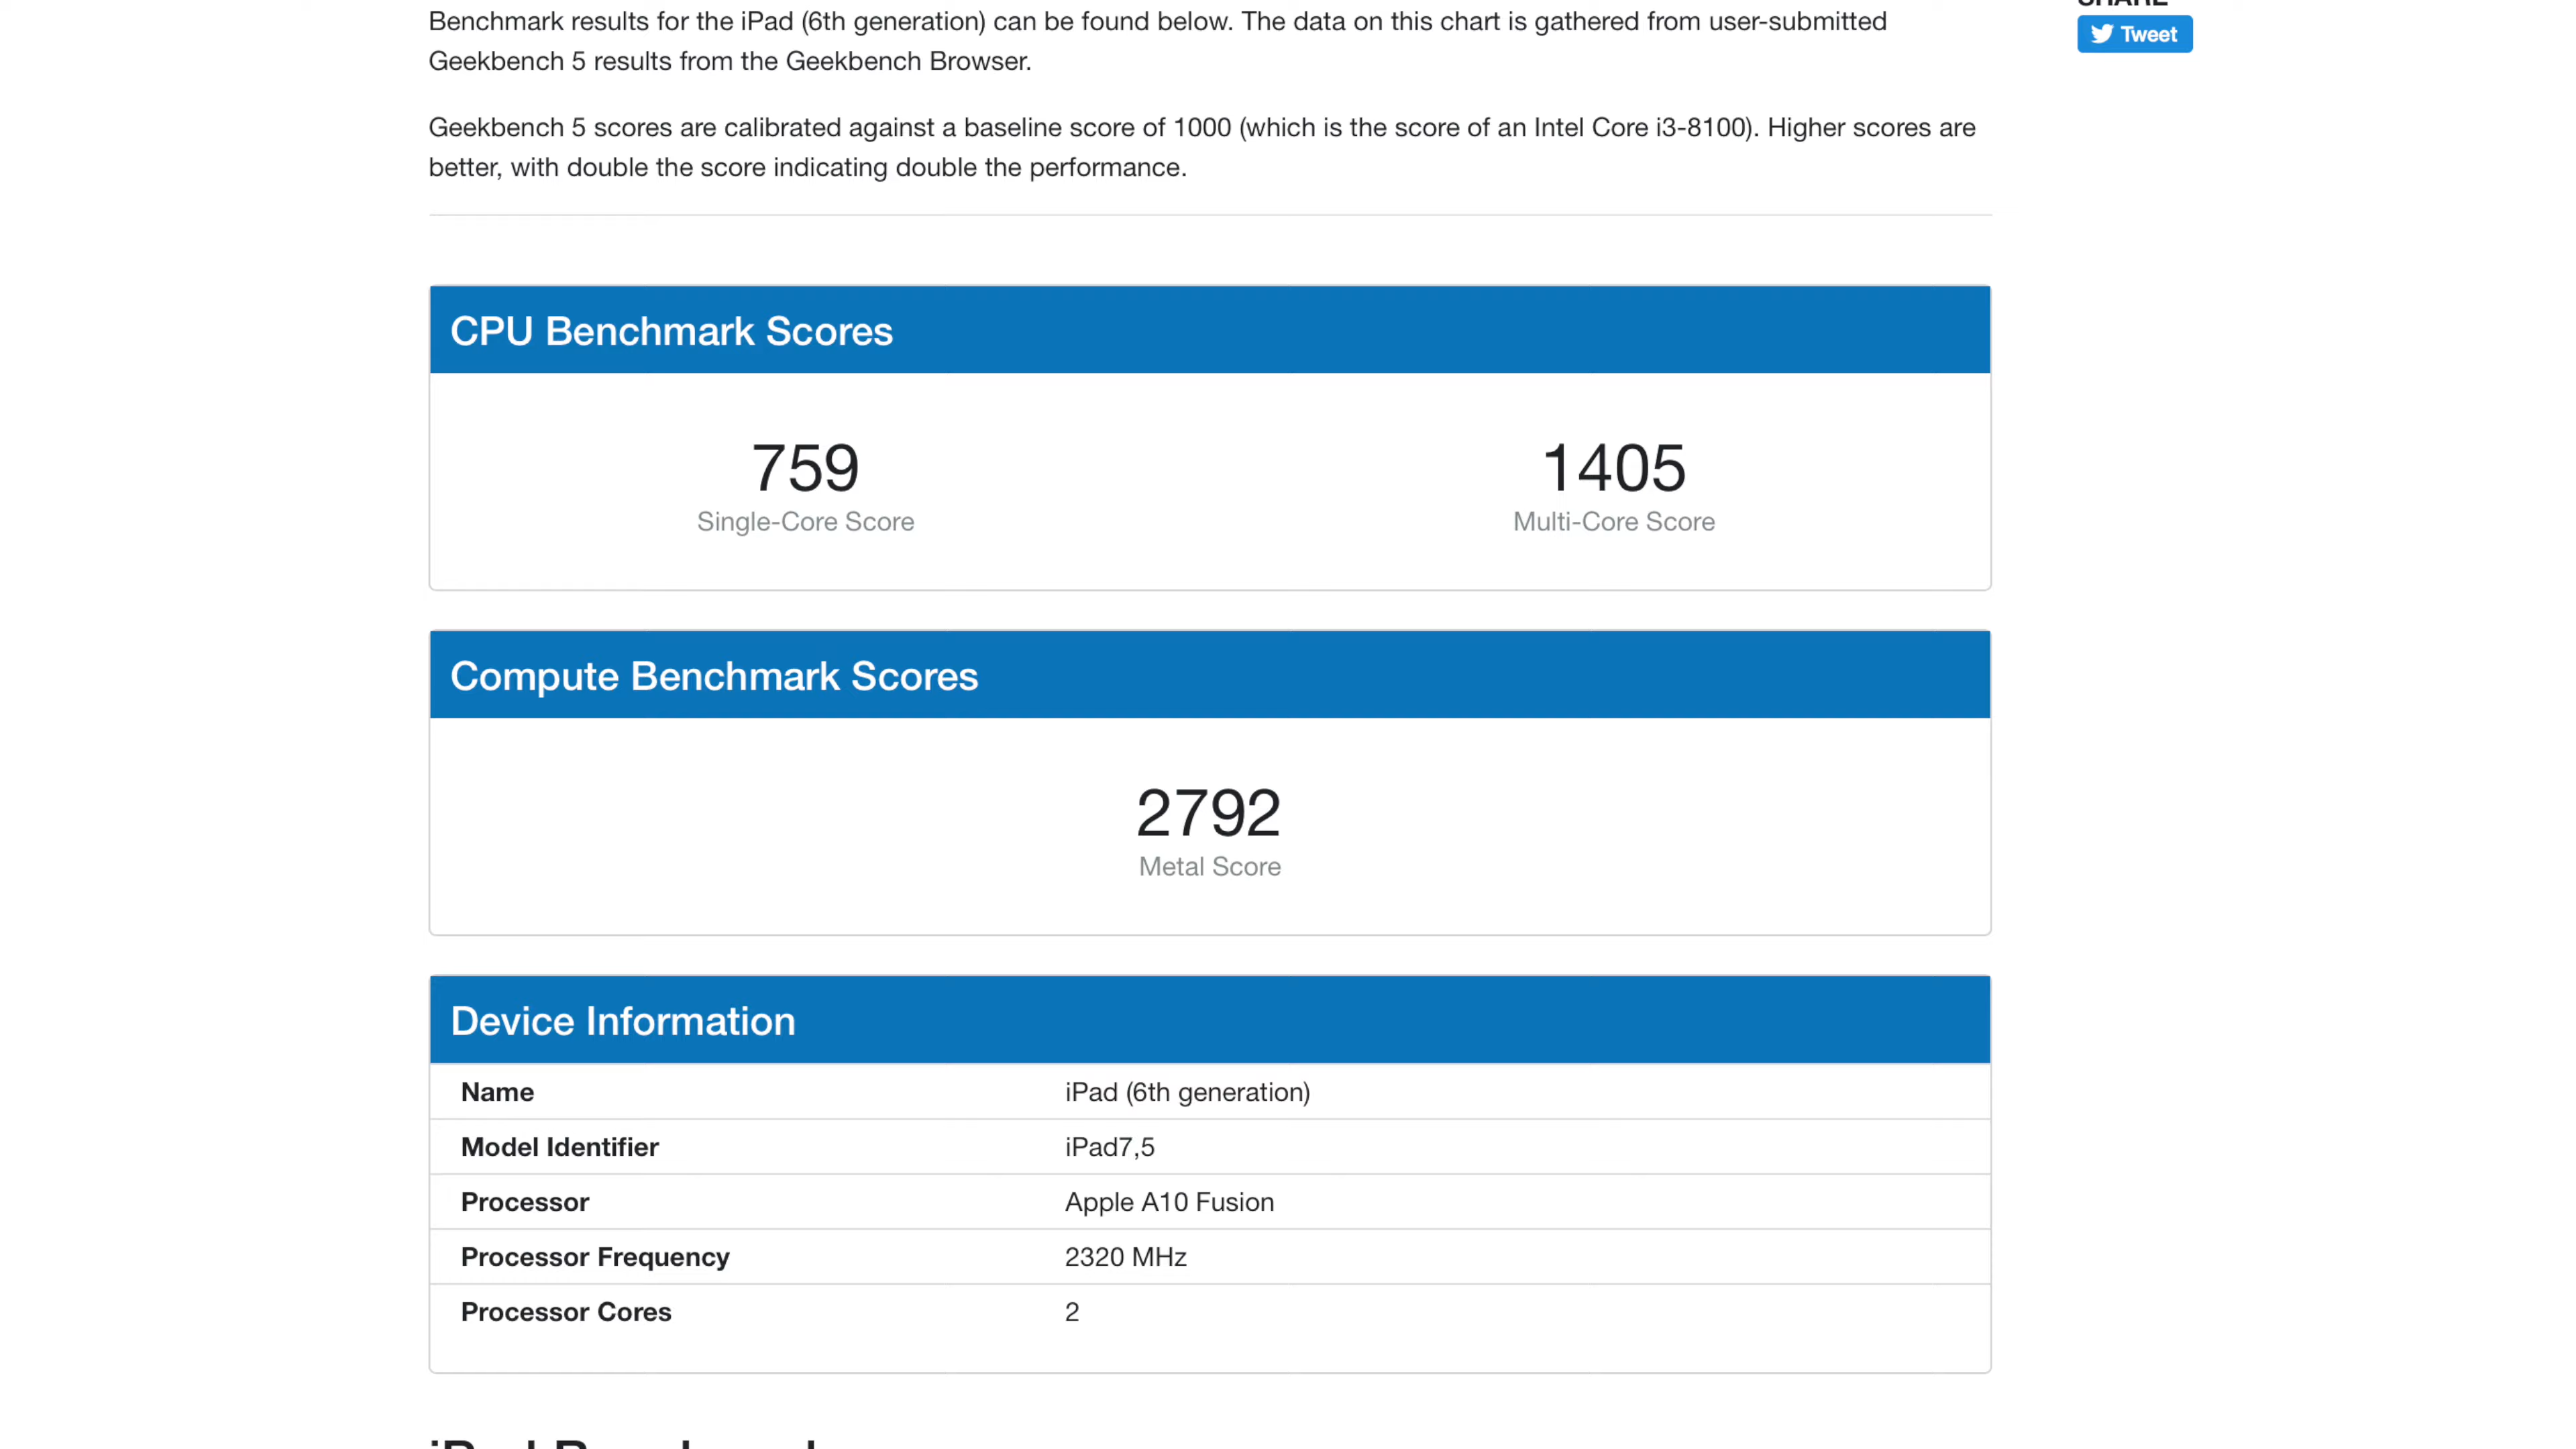 SHARE
Tweet
Benchmark results for the iPad (6th generation) can be found below. The data on this chart is gathered from user-submitted
Geekbench 5 results from the Geekbench Browser.
Geekbench 5 scores are calibrated against a baseline score of 1000 (which is the score of an Intel Core i3-8100). Higher scores are
better, with double the score indicating double the performance.
CPU Benchmark Scores
759
Single-Core Score
1405
Multi-Core Score
Compute Benchmark Scores
2792
Metal Score
Device Information
Name iPad (6th generation)
Model Identifier iPad7,5
Processor Apple A10 Fusion
Processor Frequency 2320 MHz
Processor Cores 2